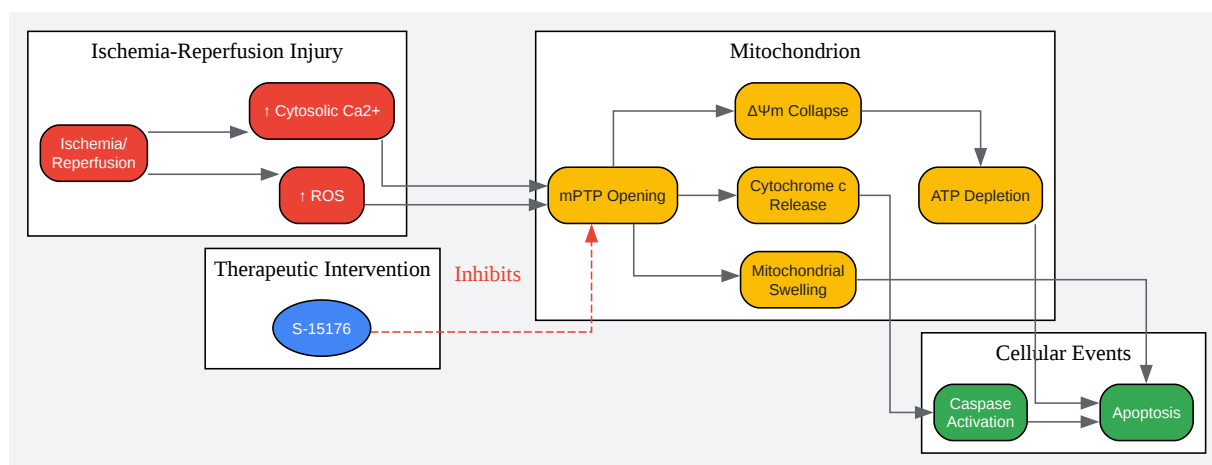 Ischemia-Reperfusion Injury
↑ Cytosolic Ca2+
Ischemia/
Reperfusion
↑ ROS
Therapeutic Intervention
S-15176
Inhibits
Mitochondrion
ΔΨm Collapse
mPTP Opening
Cytochrome c
Release
ATP Depletion
Mitochondrial
Swelling
Cellular Events
Caspase
Activation
Apoptosis